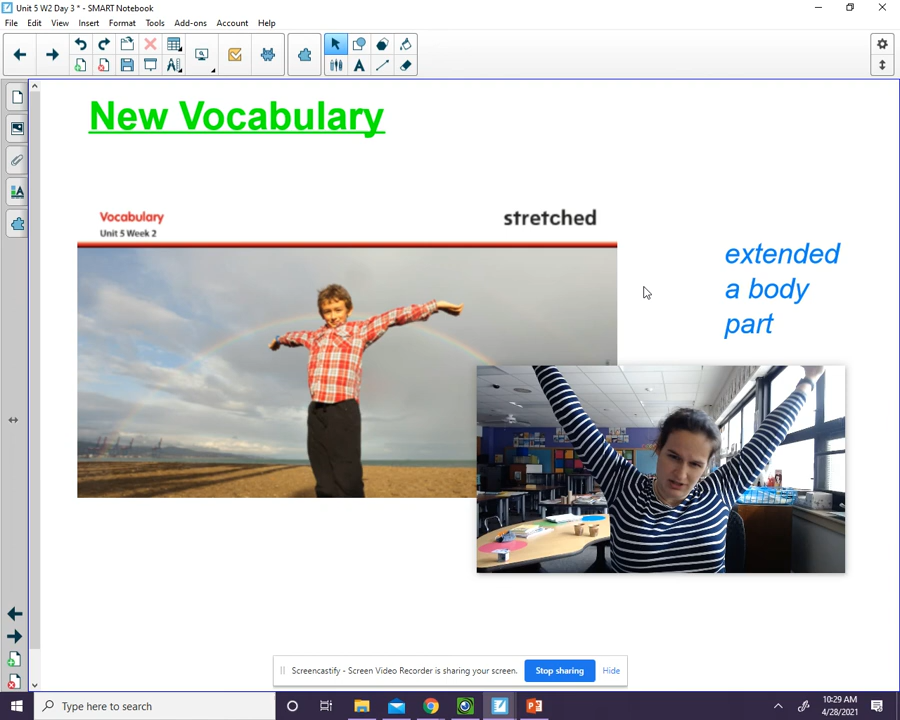 Unit 5 W2 Day 3 * - SMART Notebook
File Edit View Insert Format Tools Add-ons Account Help
New Vocabulary
Vocabulary
Unit 5 Week 2
stretched
extended
a body
part
Screencastify - Screen Video Recorder is sharing your screen. Stop sharing Hide
Type here to search
10:29 AM
4/28/2021